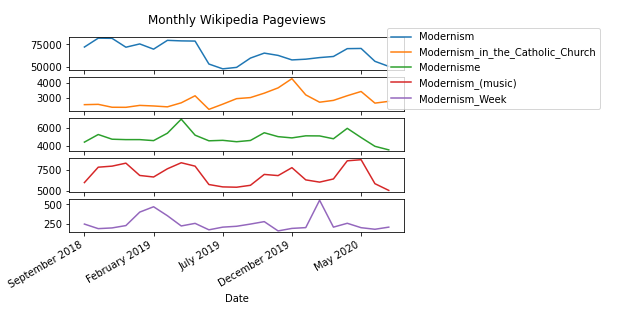 Monthly Wikipedia Pageviews
Modernism
Modernism_in_the_Catholic_Church
Modernisme
Modernism_(music)
Modernism_Week
75000
50000
4000
3000
6000
4000
7500
5000
500
250
September 2018
February 2019
July 2019
December 2019
May 2020
Date